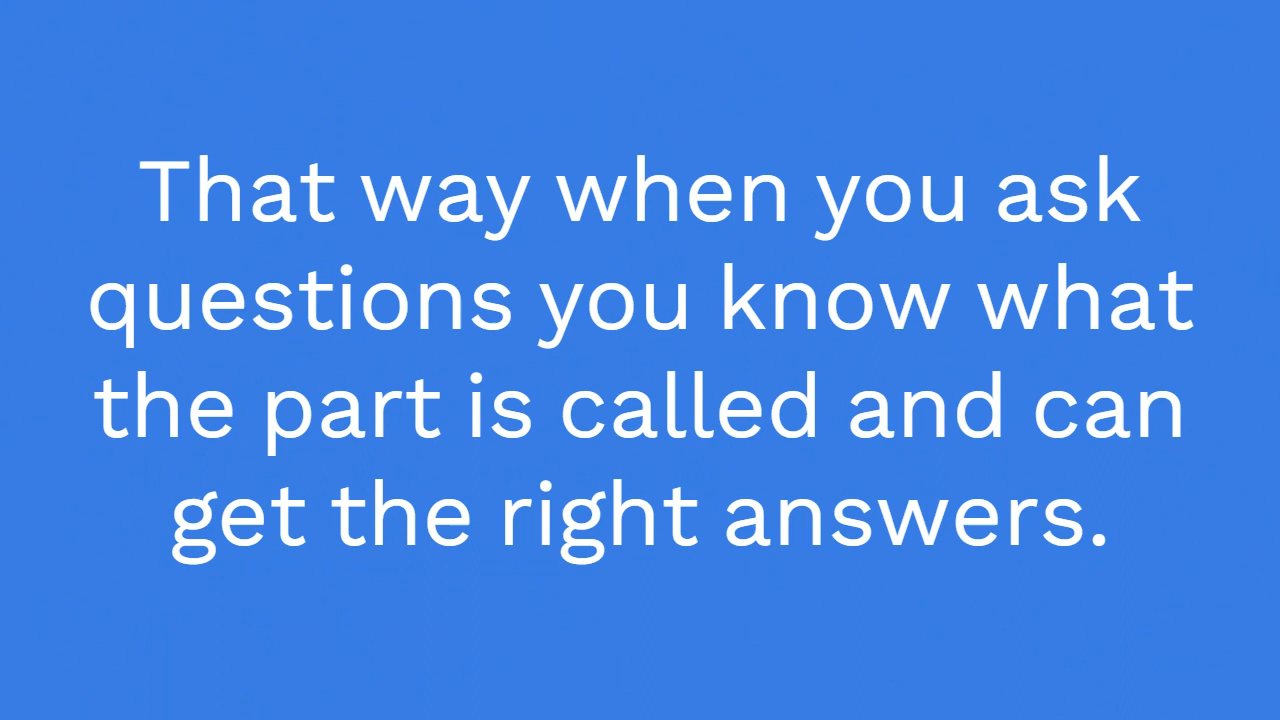 That way when you ask
questions you know what
the part is called and can
get the right answers.